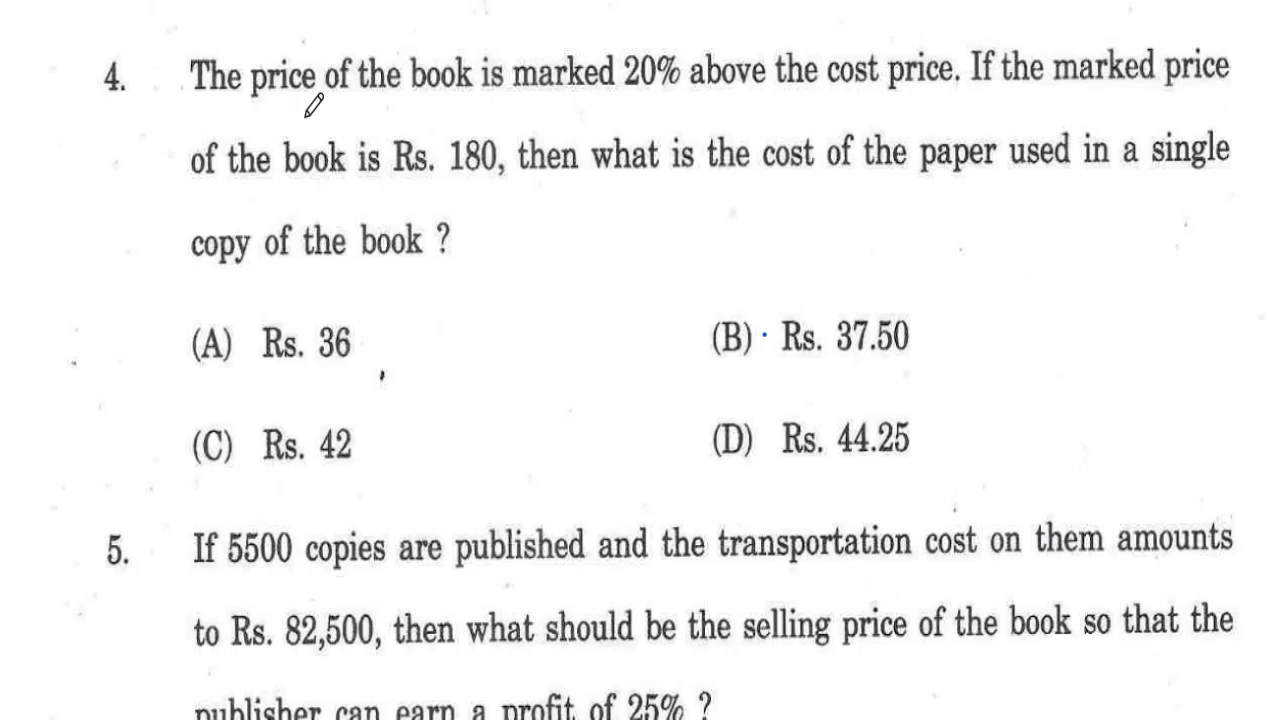 4. The price of the book is marked 20% above the cost price. If the marked price
of the book is Rs. 180, then what is the cost of the paper used in a single
copy of the book ?
(A) Rs. 36 (B) Rs. 37.50
(C) Rs. 42 (D) Rs. 44.25
5. If 5500 copies are published and the transportation cost on them amounts
to Rs. 82,500, then what should be the selling price of the book so that the
publisher can earn a profit of 25% ?